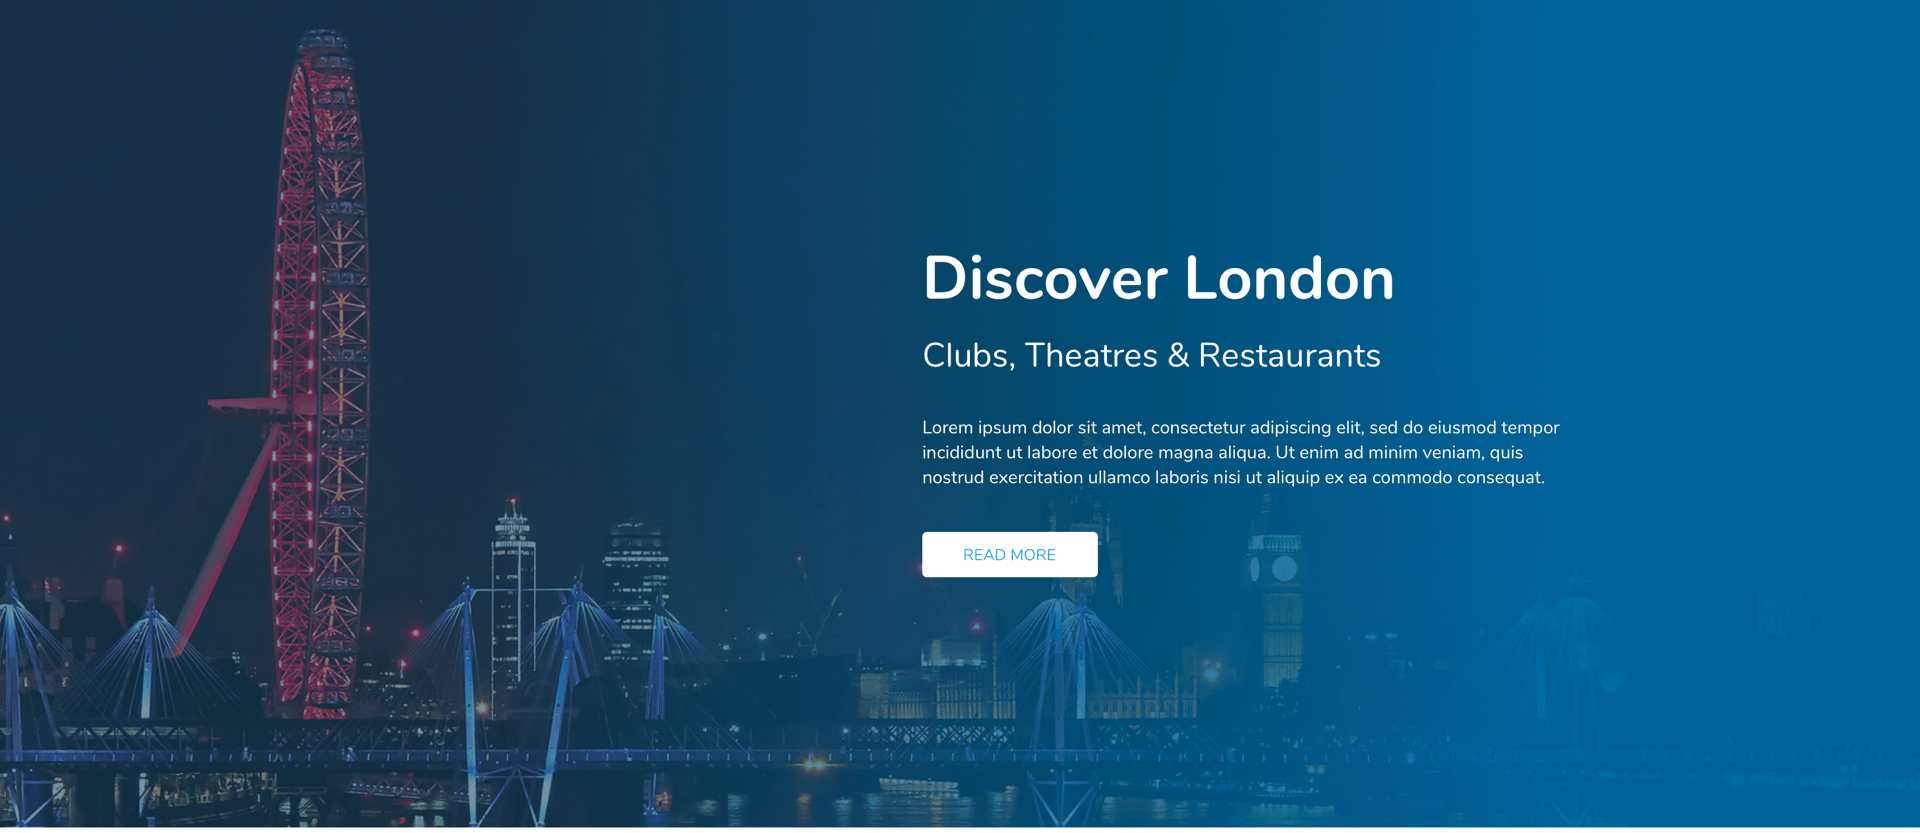 Discover London
Clubs, Theatres & Restaurants
Lorem ipsum dolor sit amet, consectetur adipiscing elit, sed do eiusmod tempor
incididunt ut labore et dolore magna aliqua. Ut enim ad minim veniam, quis
nostrud exercitation ullamco laboris nisi ut aliquip ex ea commodo consequat.
READ MORE